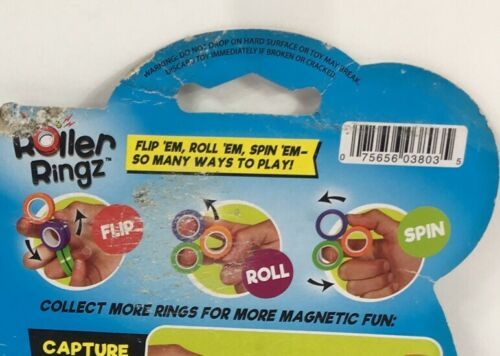 WARNING: DO NOT DROP ON HARD SURFACE OR TOY MAY BREAK.
DISCARD TOY IMMEDIATELY IF BROKEN OR CRACKED.
Roller
Ringz™
FLIP 'EM, ROLL 'EM, SPIN 'EM–
SO MANY WAYS TO PLAY!
0 75656 03803 5
FLIP
ROLL
SPIN
COLLECT MORE RINGS FOR MORE MAGNETIC FUN:
CAPTURE